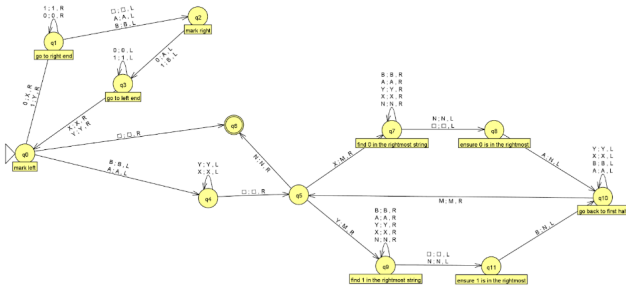 1 ; 1 , R
0 ; 0 , R
q1
go to right end
□ ; □ , L
A ; A , L
B ; B , L
q2
mark right
0 ; 0 , L
1 ; 1 , L
q3
go to left end
0 ; A , L
1 ; B , L
0 ; X , R
1 ; Y , R
X ; X , R
Y ; Y , R
q0
mark left
□ ; □ , R
B ; B , L
A ; A , L
Y ; Y , L
X ; X , L
q4
□ ; □ , R
N ; N , R
q5
X ; M , R
Y ; M , R
B ; B , R
A ; A , R
Y ; Y , R
X ; X , R
N ; N , R
q7
find 0 in the rightmost string
N ; N , L
□ ; □ , L
q8
ensure 0 is in the rightmost
A ; N , L
Y ; Y , L
X ; X , L
B ; B , L
A ; A , L
q10
go back to first hal
M ; M , R
B ; B , R
A ; A , R
Y ; Y , R
X ; X , R
N ; N , R
q9
find 1 in the rightmost string
□ ; □ , L
N ; N , L
q11
ensure 1 is in the rightmost
B ; N , L